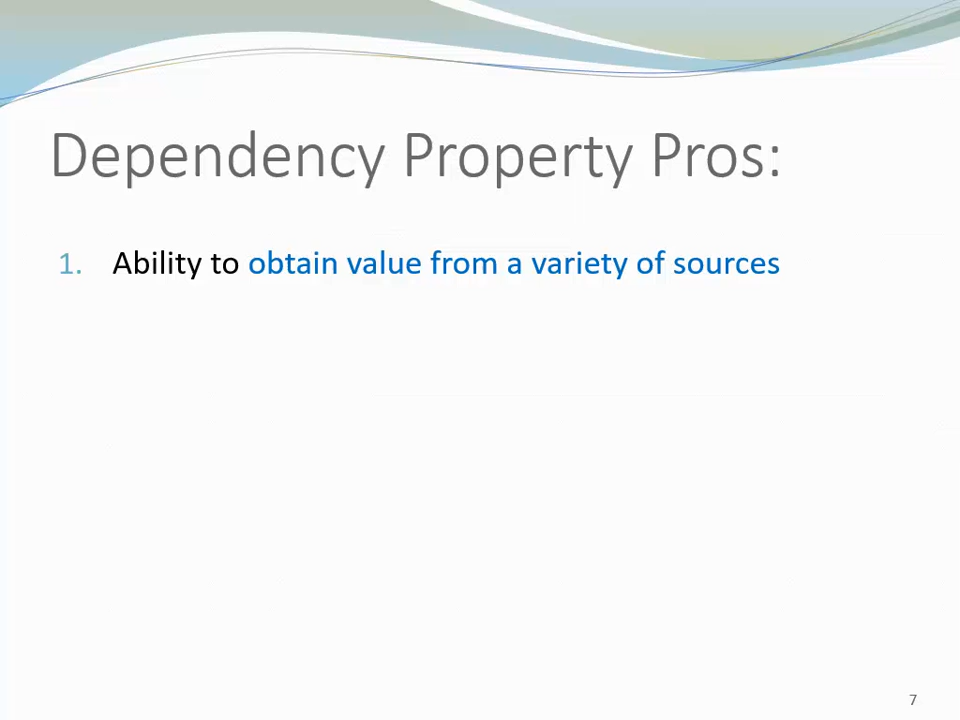 Dependency Property Pros:
1. Ability to obtain value from a variety of sources
7